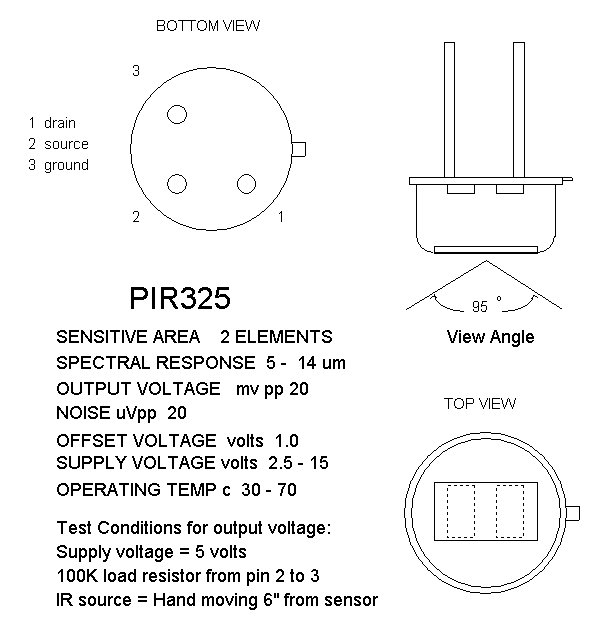 BOTTOM VIEW
3
1 drain
2 source
3 ground
2
1
95 °
View Angle
PIR325
SENSITIVE AREA 2 ELEMENTS
SPECTRAL RESPONSE 5 - 14 um
OUTPUT VOLTAGE mv pp 20
NOISE uVpp 20
OFFSET VOLTAGE volts 1.0
SUPPLY VOLTAGE volts 2.5 - 15
OPERATING TEMP c 30 - 70
TOP VIEW
Test Conditions for output voltage:
Supply voltage = 5 volts
100K load resistor from pin 2 to 3
IR source = Hand moving 6" from sensor